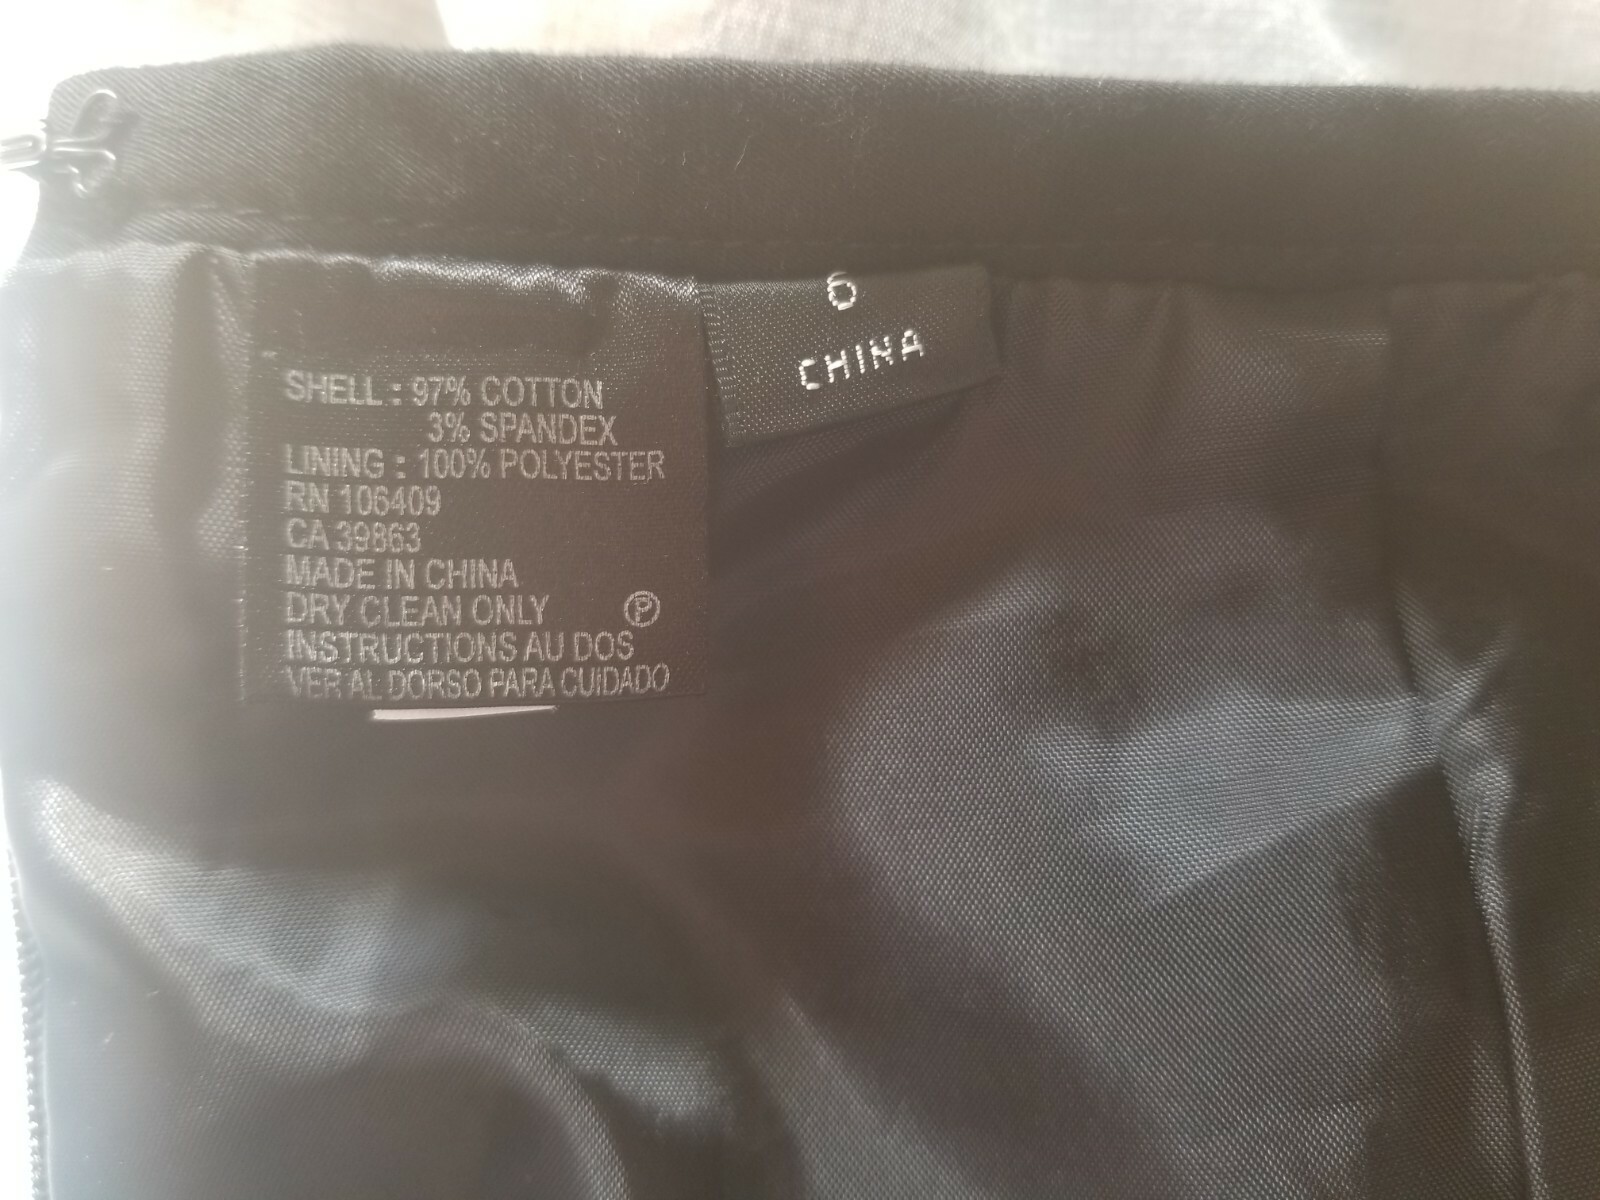 6
CHINA
SHELL : 97% COTTON
3% SPANDEX
LINING : 100% POLYESTER
RN 106409
CA 39863
MADE IN CHINA
DRY CLEAN ONLY Ⓟ
INSTRUCTIONS AU DOS
VER AL DORSO PARA CUIDADO